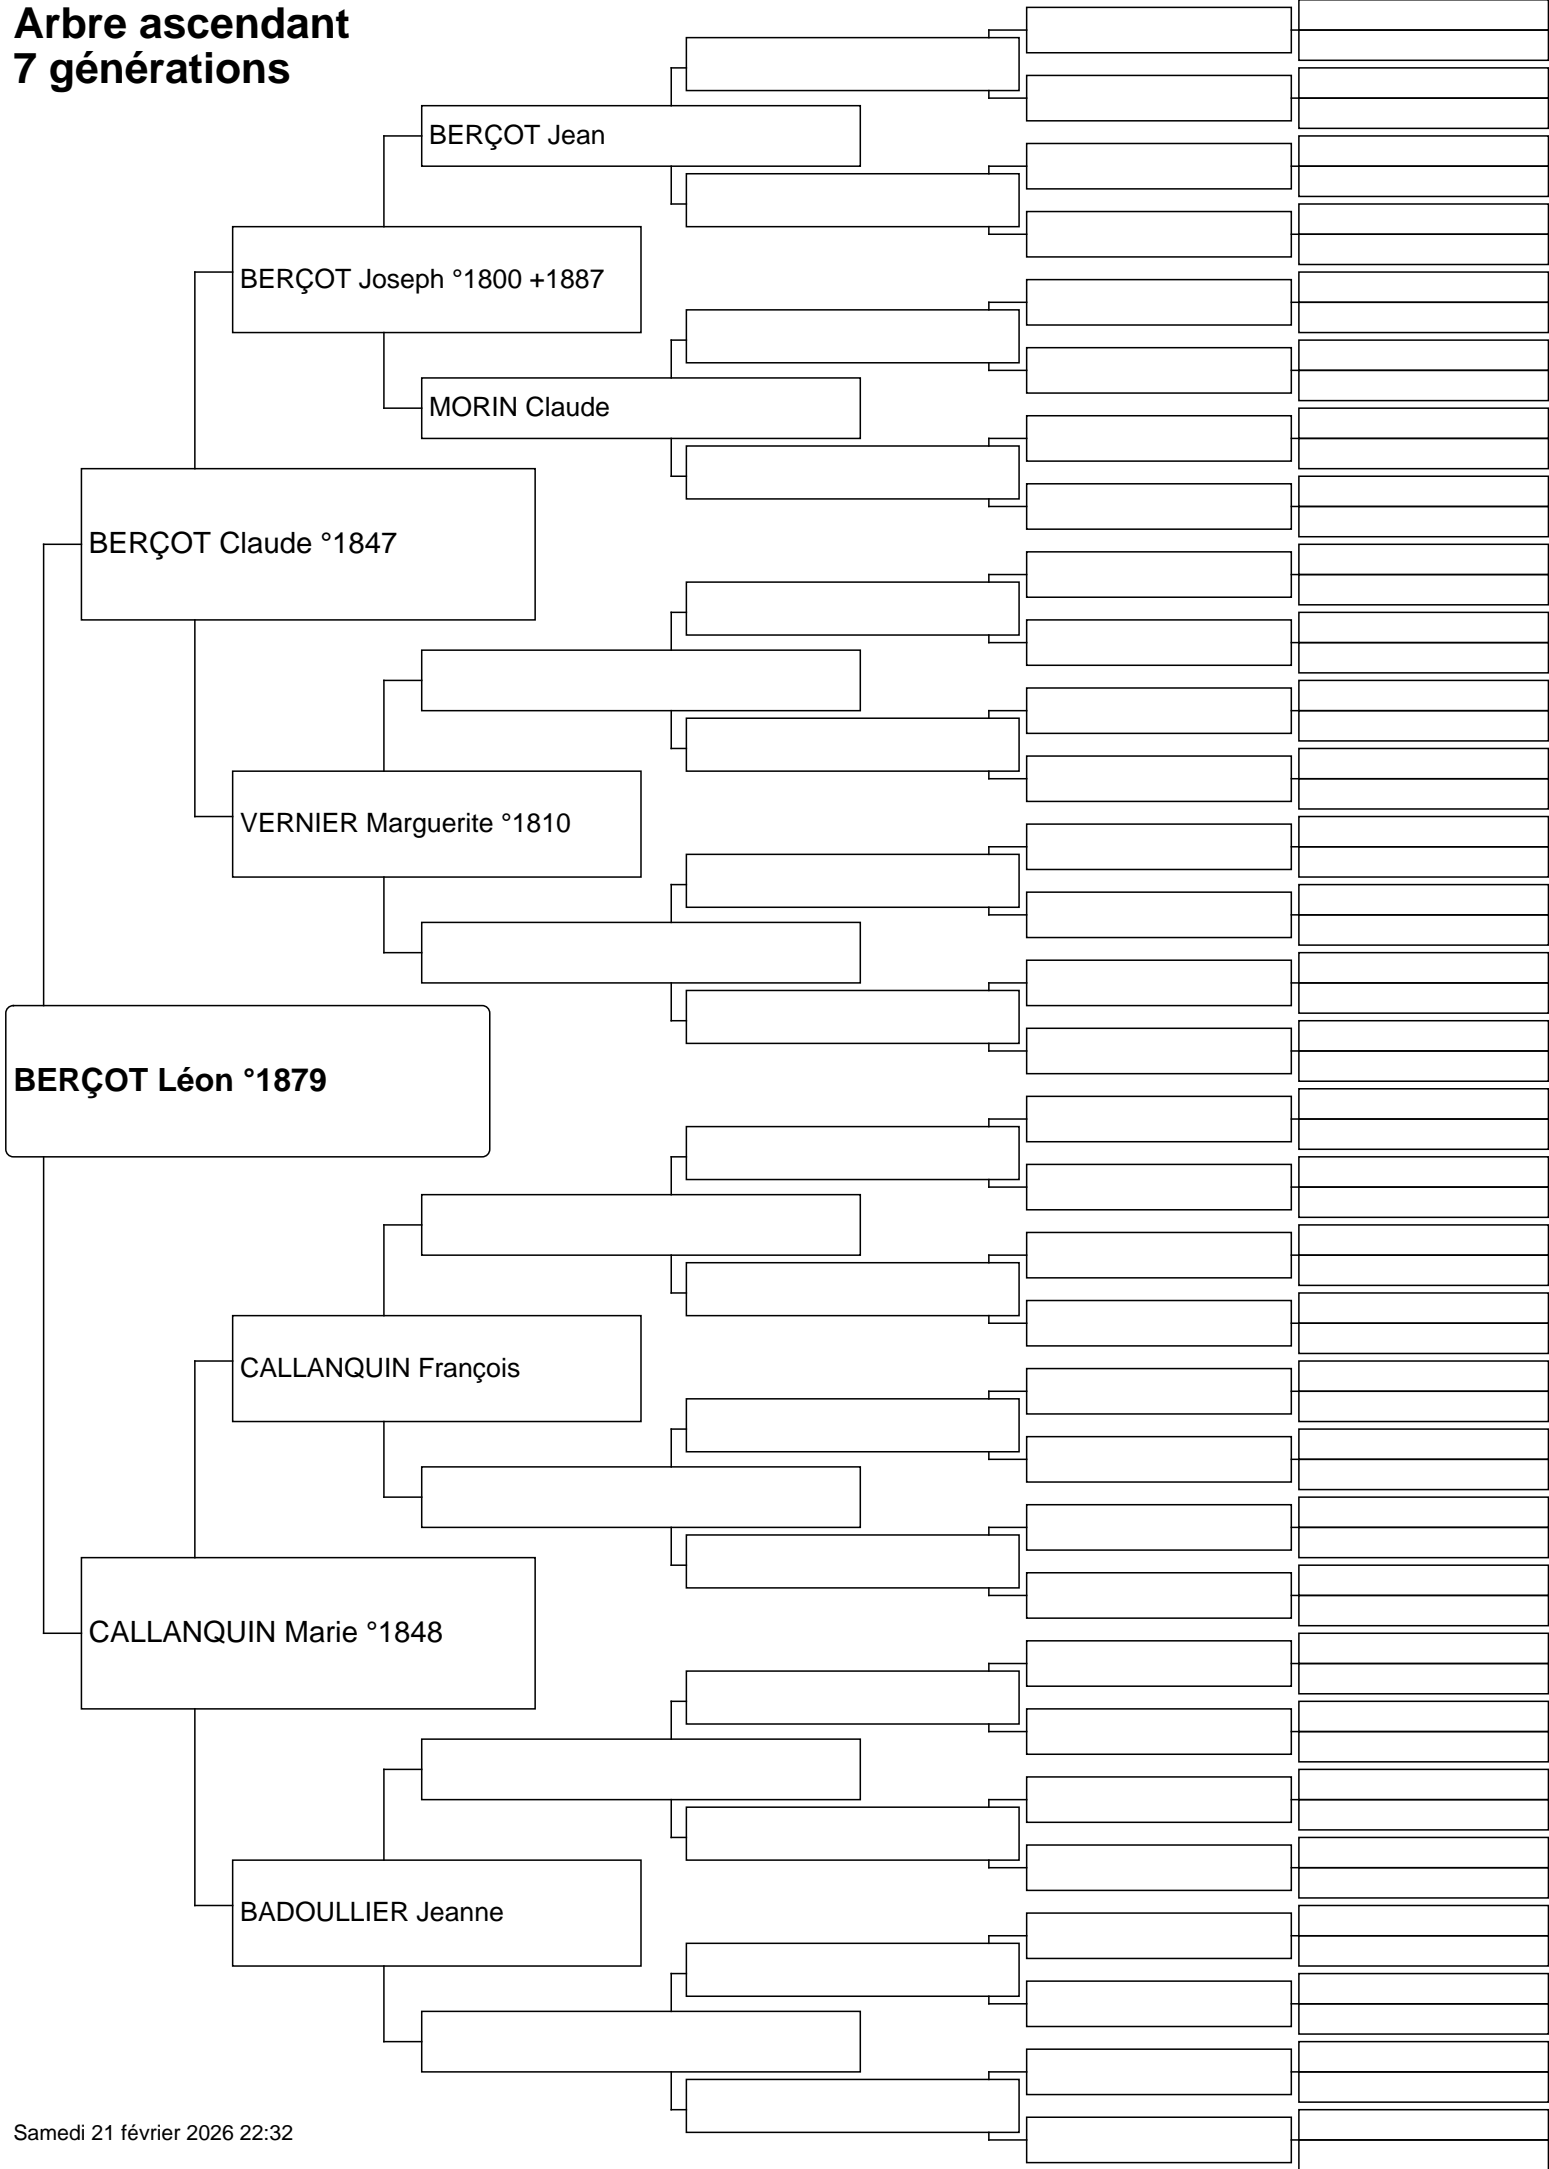 Arbre ascendant
7 générations
BERÇOT Jean
BERÇOT Joseph °1800 +1887
MORIN Claude
BERÇOT Claude °1847
VERNIER Marguerite °1810
BERÇOT Léon °1879
CALLANQUIN François
CALLANQUIN Marie °1848
BADOULLIER Jeanne
Samedi 21 février 2026 22:32